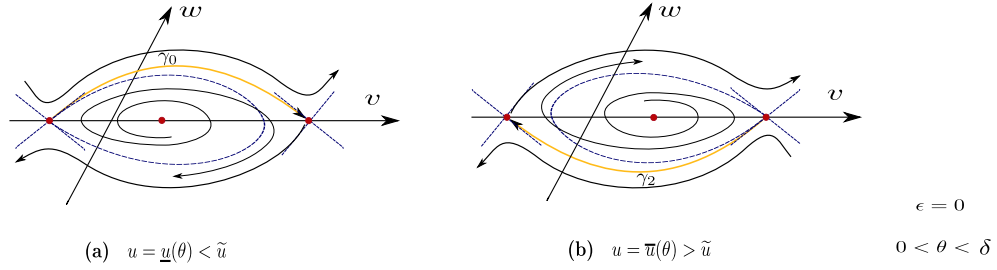 w
γ₀
v
(a) u = u̲(θ) < ũ
w
v
γ₂
(b) u = u̅(θ) > ũ
ϵ = 0
0 < θ < δ